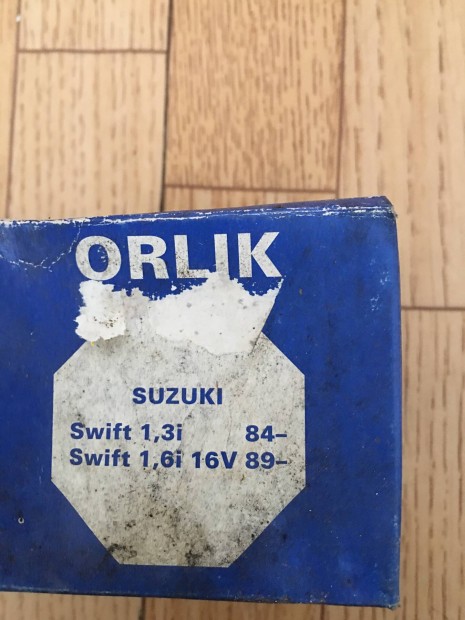 ORLIK
SUZUKI
Swift 1,3i 84–
Swift 1,6i 16V 89–